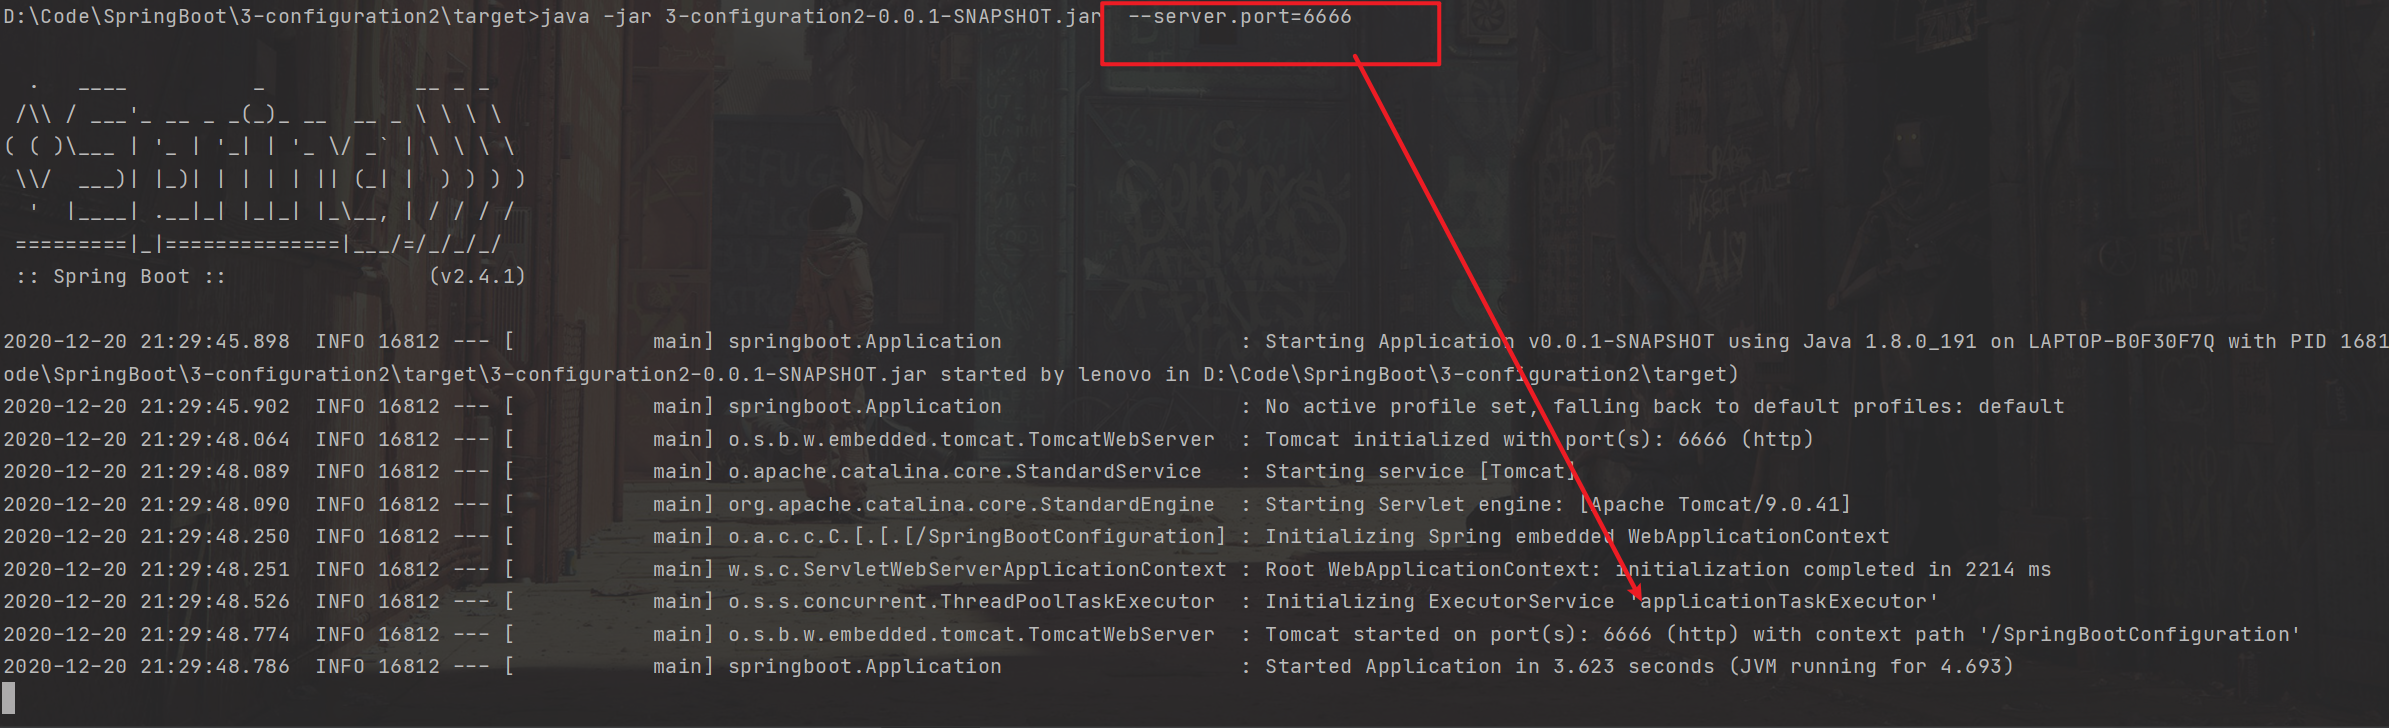 D:\Code\SpringBoot\3-configuration2\target>java -jar 3-configuration2-0.0.1-SNAPSHOT.jar  --server.port=6666
  .   ____          _            __ _ _
 /\\ / ___'_ __ _ _(_)_ __  __ _ \ \ \ \
( ( )\___ | '_ | '_| | '_ \/ _` | \ \ \ \
 \\/  ___)| |_)| | | | | || (_| |  ) ) ) )
  '  |____| .__|_| |_|_| |_\__, | / / / /
 =========|_|==============|___/=/_/_/_/
 :: Spring Boot ::                (v2.4.1)
2020-12-20 21:29:45.898  INFO 16812 --- [           main] springboot.Application                   : Starting Application v0.0.1-SNAPSHOT using Java 1.8.0_191 on LAPTOP-B0F30F7Q with PID 1681
ode\SpringBoot\3-configuration2\target\3-configuration2-0.0.1-SNAPSHOT.jar started by lenovo in D:\Code\SpringBoot\3-configuration2\target)
2020-12-20 21:29:45.902  INFO 16812 --- [           main] springboot.Application                   : No active profile set, falling back to default profiles: default
2020-12-20 21:29:48.064  INFO 16812 --- [           main] o.s.b.w.embedded.tomcat.TomcatWebServer  : Tomcat initialized with port(s): 6666 (http)
2020-12-20 21:29:48.089  INFO 16812 --- [           main] o.apache.catalina.core.StandardService   : Starting service [Tomcat]
2020-12-20 21:29:48.090  INFO 16812 --- [           main] org.apache.catalina.core.StandardEngine  : Starting Servlet engine: [Apache Tomcat/9.0.41]
2020-12-20 21:29:48.250  INFO 16812 --- [           main] o.a.c.c.C.[.[.[/SpringBootConfiguration] : Initializing Spring embedded WebApplicationContext
2020-12-20 21:29:48.251  INFO 16812 --- [           main] w.s.c.ServletWebServerApplicationContext : Root WebApplicationContext: initialization completed in 2214 ms
2020-12-20 21:29:48.526  INFO 16812 --- [           main] o.s.s.concurrent.ThreadPoolTaskExecutor  : Initializing ExecutorService 'applicationTaskExecutor'
2020-12-20 21:29:48.774  INFO 16812 --- [           main] o.s.b.w.embedded.tomcat.TomcatWebServer  : Tomcat started on port(s): 6666 (http) with context path '/SpringBootConfiguration'
2020-12-20 21:29:48.786  INFO 16812 --- [           main] springboot.Application                   : Started Application in 3.623 seconds (JVM running for 4.693)